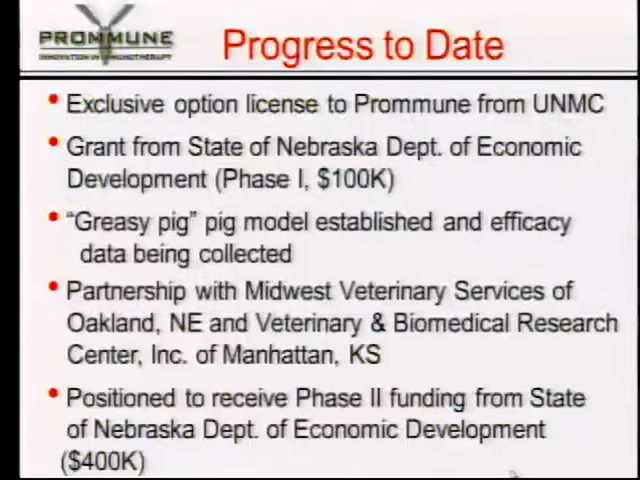 PROMMUNE
INNOVATION IN IMMUNOTHERAPY
Progress to Date
• Exclusive option license to Prommune from UNMC
• Grant from State of Nebraska Dept. of Economic
Development (Phase I, $100K)
• “Greasy pig” pig model established and efficacy
data being collected
• Partnership with Midwest Veterinary Services of
Oakland, NE and Veterinary & Biomedical Research
Center, Inc. of Manhattan, KS
• Positioned to receive Phase II funding from State
of Nebraska Dept. of Economic Development
($400K)